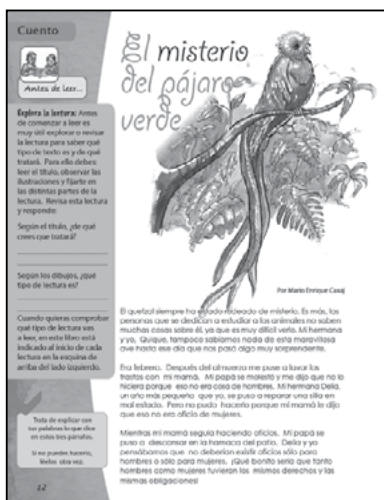 Cuento
Antes de leer...
Explora la lectura: Antes
de comenzar a leer es
muy útil explorar o revisar
la lectura para saber qué
tipo de texto es y de qué
tratará. Para ello debes:
leer el título, observar las
ilustraciones y fijarte en
las distintas partes de la
lectura. Revisa esta lectura
y responde:
Según el título, ¿de qué
crees que tratará?
Según los dibujos, ¿qué
tipo de lectura es?
Cuando quieras comprobar
qué tipo de lectura vas
a leer, en este libro está
indicado al inicio de cada
lectura en la esquina de
arriba del lado izquierdo.
Trata de explicar con
tus palabras lo que dice
en estos tres párrafos.
Si no puedes hacerlo,
léelos otra vez.
12
El misterio
del pájaro
verde
Por Mario Enrique Caxaj
El quetzal siempre ha estado rodeado de misterio. Es más, las
personas que se dedican a estudiar a los animales no saben
muchas cosas sobre él, ya que es muy difícil verlo. Mi hermana
y yo, Quique, tampoco sabíamos nada de esta maravillosa
ave hasta ese día que nos pasó algo muy sorprendente.
Era febrero. Después del almuerzo me puse a lavar los
trastos con mi mamá. Mi papá se molestó y me dijo que no lo
hiciera porque eso no era cosa de hombres. Mi hermana Delia,
un año más pequeña que yo, se puso a reparar una silla en
mal estado. Pero no pudo hacerlo porque mi mamá le dijo
que eso no era oficio de mujeres.
Mientras mi mamá seguía haciendo oficios, Mi papá se
puso a descansar en la hamaca del patio. Delia y yo
pensábamos que no deberían existir oficios sólo para
hombres o sólo para mujeres. ¡Qué bonito sería que tanto
hombres como mujeres tuvieran los mismos derechos y las
mismas obligaciones!